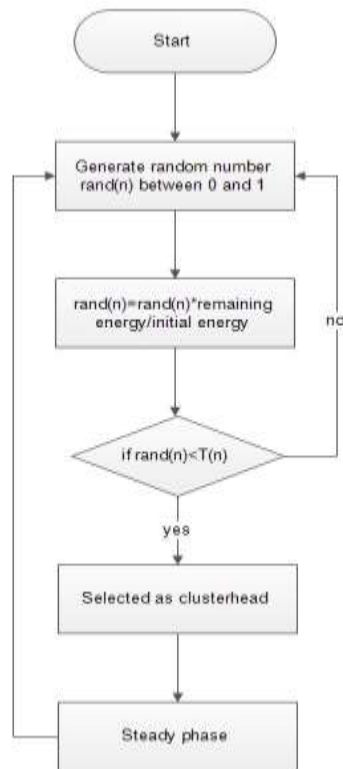 Start
Generate random number
rand(n) between 0 and 1
rand(n)=rand(n)*remaining
energy/initial energy
no
if rand(n)<T(n)
yes
Selected as clusterhead
Steady phase